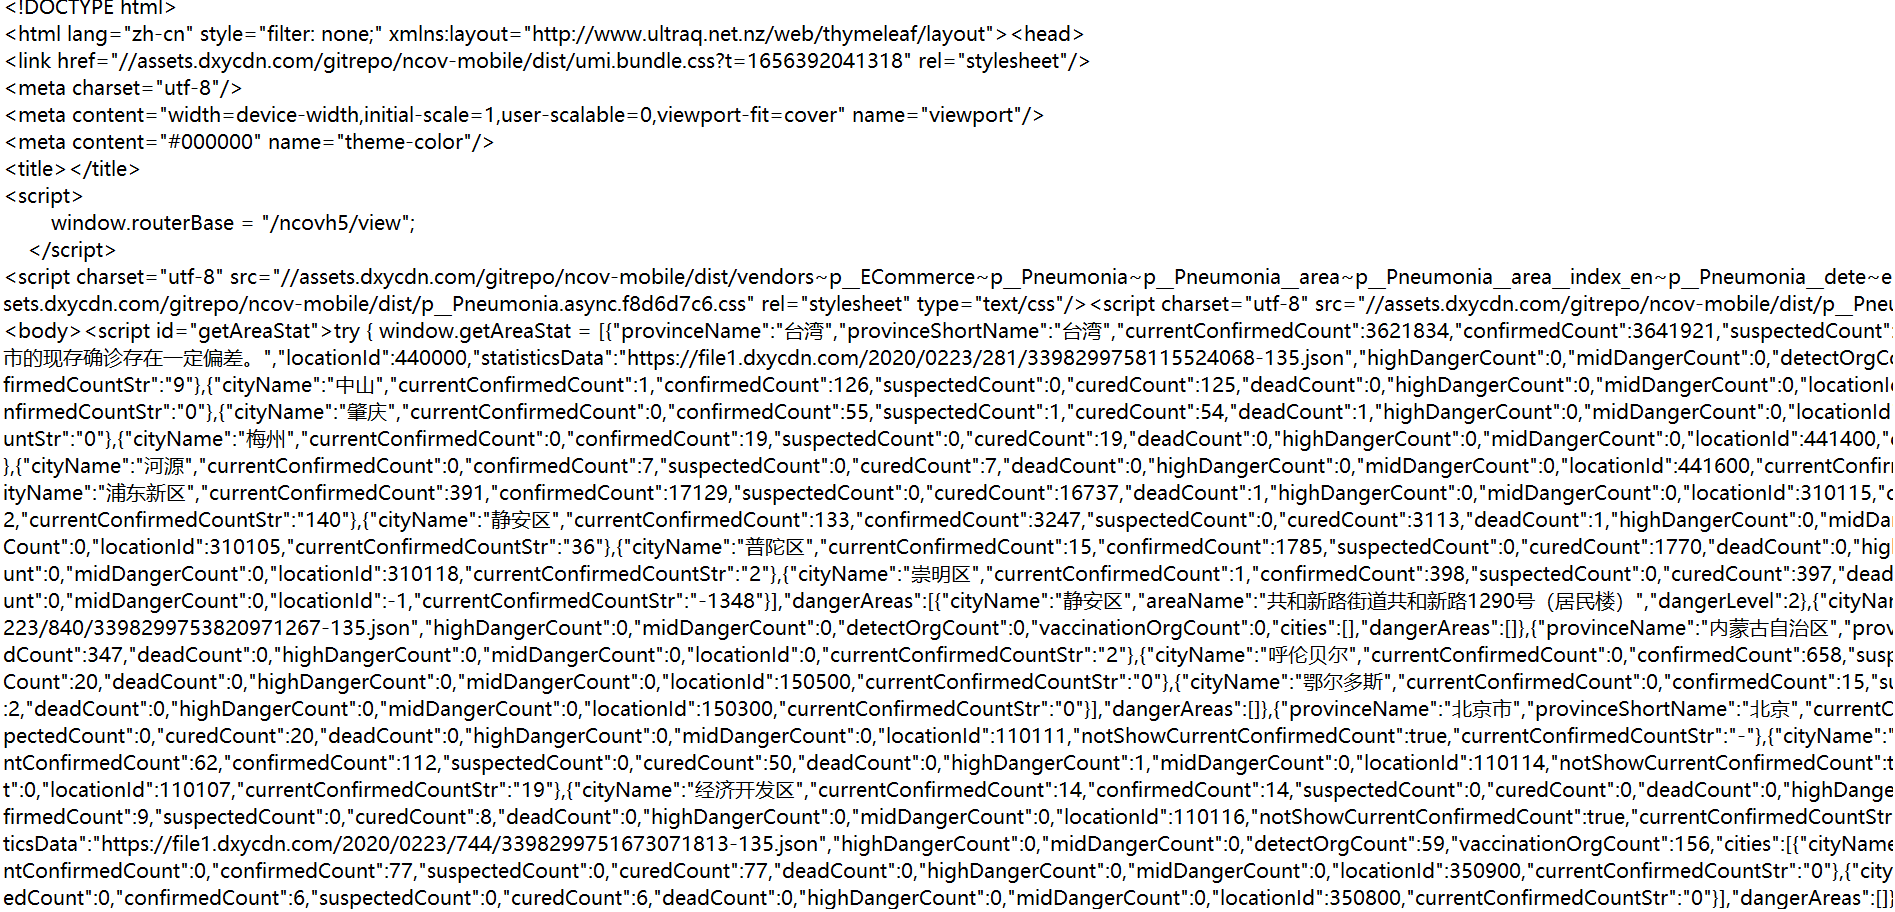 <!DOCTYPE html>
<html lang="zh-cn" style="filter: none;" xmlns:layout="http://www.ultraq.net.nz/web/thymeleaf/layout"><head>
<link href="//assets.dxycdn.com/gitrepo/ncov-mobile/dist/umi.bundle.css?t=1656392041318" rel="stylesheet"/>
<meta charset="utf-8"/>
<meta content="width=device-width,initial-scale=1,user-scalable=0,viewport-fit=cover" name="viewport"/>
<meta content="#000000" name="theme-color"/>
<title></title>
<script>
window.routerBase = "/ncovh5/view";
</script>
<script charset="utf-8" src="//assets.dxycdn.com/gitrepo/ncov-mobile/dist/vendors~p__ECommerce~p__Pneumonia~p__Pneumonia__area~p__Pneumonia__area__index_en~p__Pneumonia__dete~e
sets.dxycdn.com/gitrepo/ncov-mobile/dist/p__Pneumonia.async.f8d6d7c6.css" rel="stylesheet" type="text/css"/><script charset="utf-8" src="//assets.dxycdn.com/gitrepo/ncov-mobile/dist/p__Pneu
<body><script id="getAreaStat">try { window.getAreaStat = [{"provinceName":"台湾","provinceShortName":"台湾","currentConfirmedCount":3621834,"confirmedCount":3641921,"suspectedCount":
市的现存确诊存在一定偏差。","locationId":440000,"statisticsData":"https://file1.dxycdn.com/2020/0223/281/3398299758115524068-135.json","highDangerCount":0,"midDangerCount":0,"detectOrgCo
firmedCountStr":"9"},{"cityName":"中山","currentConfirmedCount":1,"confirmedCount":126,"suspectedCount":0,"curedCount":125,"deadCount":0,"highDangerCount":0,"midDangerCount":0,"locationId
nfirmedCountStr":"0"},{"cityName":"肇庆","currentConfirmedCount":0,"confirmedCount":55,"suspectedCount":1,"curedCount":54,"deadCount":1,"highDangerCount":0,"midDangerCount":0,"locationId
untStr":"0"},{"cityName":"梅州","currentConfirmedCount":0,"confirmedCount":19,"suspectedCount":0,"curedCount":19,"deadCount":0,"highDangerCount":0,"midDangerCount":0,"locationId":441400,"c
},{"cityName":"河源","currentConfirmedCount":0,"confirmedCount":7,"suspectedCount":0,"curedCount":7,"deadCount":0,"highDangerCount":0,"midDangerCount":0,"locationId":441600,"currentConfirm
ityName":"浦东新区","currentConfirmedCount":391,"confirmedCount":17129,"suspectedCount":0,"curedCount":16737,"deadCount":1,"highDangerCount":0,"midDangerCount":0,"locationId":310115,"c
2,"currentConfirmedCountStr":"140"},{"cityName":"静安区","currentConfirmedCount":133,"confirmedCount":3247,"suspectedCount":0,"curedCount":3113,"deadCount":1,"highDangerCount":0,"midDan
Count":0,"locationId":310105,"currentConfirmedCountStr":"36"},{"cityName":"普陀区","currentConfirmedCount":15,"confirmedCount":1785,"suspectedCount":0,"curedCount":1770,"deadCount":0,"high
unt":0,"midDangerCount":0,"locationId":310118,"currentConfirmedCountStr":"2"},{"cityName":"崇明区","currentConfirmedCount":1,"confirmedCount":398,"suspectedCount":0,"curedCount":397,"dead
unt":0,"midDangerCount":0,"locationId":-1,"currentConfirmedCountStr":"-1348"}],"dangerAreas":[{"cityName":"静安区","areaName":"共和新路街道共和新路1290号（居民楼）","dangerLevel":2},{"cityNam
223/840/3398299753820971267-135.json","highDangerCount":0,"midDangerCount":0,"detectOrgCount":0,"vaccinationOrgCount":0,"cities":[],"dangerAreas":[]},{"provinceName":"内蒙古自治区","prov
dCount":347,"deadCount":0,"highDangerCount":0,"midDangerCount":0,"locationId":0,"currentConfirmedCountStr":"2"},{"cityName":"呼伦贝尔","currentConfirmedCount":0,"confirmedCount":658,"susp
Count":20,"deadCount":0,"highDangerCount":0,"midDangerCount":0,"locationId":150500,"currentConfirmedCountStr":"0"},{"cityName":"鄂尔多斯","currentConfirmedCount":0,"confirmedCount":15,"su
:2,"deadCount":0,"highDangerCount":0,"midDangerCount":0,"locationId":150300,"currentConfirmedCountStr":"0"}],"dangerAreas":[]},{"provinceName":"北京市","provinceShortName":"北京","currentC
pectedCount":0,"curedCount":20,"deadCount":0,"highDangerCount":0,"midDangerCount":0,"locationId":110111,"notShowCurrentConfirmedCount":true,"currentConfirmedCountStr":"-"},{"cityName":"
ntConfirmedCount":62,"confirmedCount":112,"suspectedCount":0,"curedCount":50,"deadCount":0,"highDangerCount":1,"midDangerCount":0,"locationId":110114,"notShowCurrentConfirmedCount":t
t":0,"locationId":110107,"currentConfirmedCountStr":"19"},{"cityName":"经济开发区","currentConfirmedCount":14,"confirmedCount":14,"suspectedCount":0,"curedCount":0,"deadCount":0,"highDange
firmedCount":9,"suspectedCount":0,"curedCount":8,"deadCount":0,"highDangerCount":0,"midDangerCount":0,"locationId":110116,"notShowCurrentConfirmedCount":true,"currentConfirmedCountStr
ticsData":"https://file1.dxycdn.com/2020/0223/744/3398299751673071813-135.json","highDangerCount":0,"midDangerCount":0,"detectOrgCount":59,"vaccinationOrgCount":156,"cities":[{"cityName
ntConfirmedCount":0,"confirmedCount":77,"suspectedCount":0,"curedCount":77,"deadCount":0,"highDangerCount":0,"midDangerCount":0,"locationId":350900,"currentConfirmedCountStr":"0"},{"city
edCount":0,"confirmedCount":6,"suspectedCount":0,"curedCount":6,"deadCount":0,"highDangerCount":0,"midDangerCount":0,"locationId":350800,"currentConfirmedCountStr":"0"}],"dangerAreas":[]}